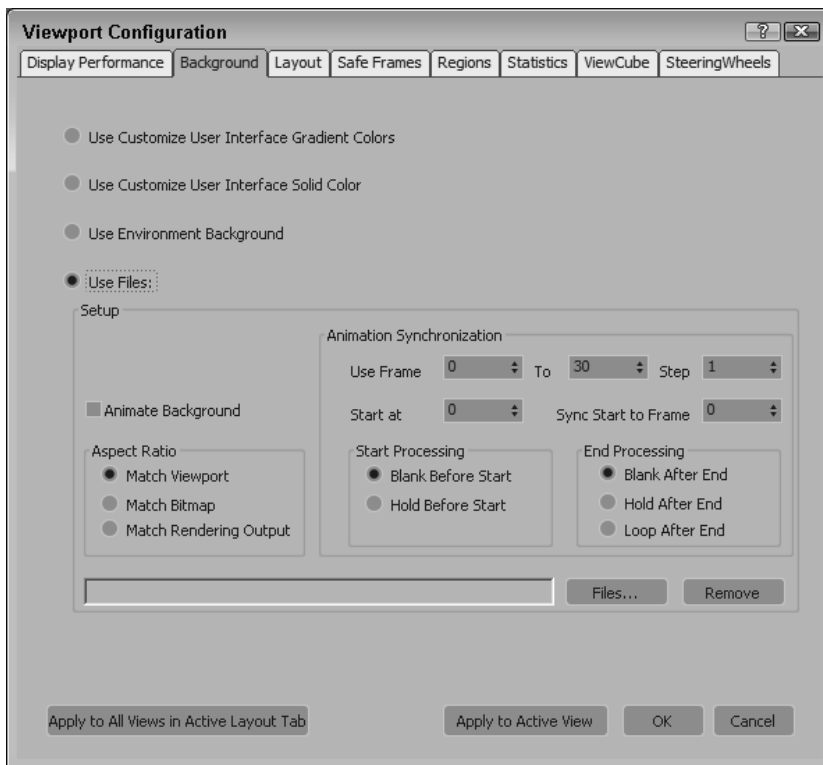 Viewport Configuration
Display Performance Background Layout Safe Frames Regions Statistics ViewCube SteeringWheels
Use Customize User Interface Gradient Colors
Use Customize User Interface Solid Color
Use Environment Background
Use Files:
Setup
Animation Synchronization
Use Frame 0 To 30 Step 1
Animate Background
Start at 0 Sync Start to Frame 0
Aspect Ratio
Match Viewport
Match Bitmap
Match Rendering Output
Start Processing
Blank Before Start
Hold Before Start
End Processing
Blank After End
Hold After End
Loop After End
Files... Remove
Apply to All Views in Active Layout Tab Apply to Active View OK Cancel